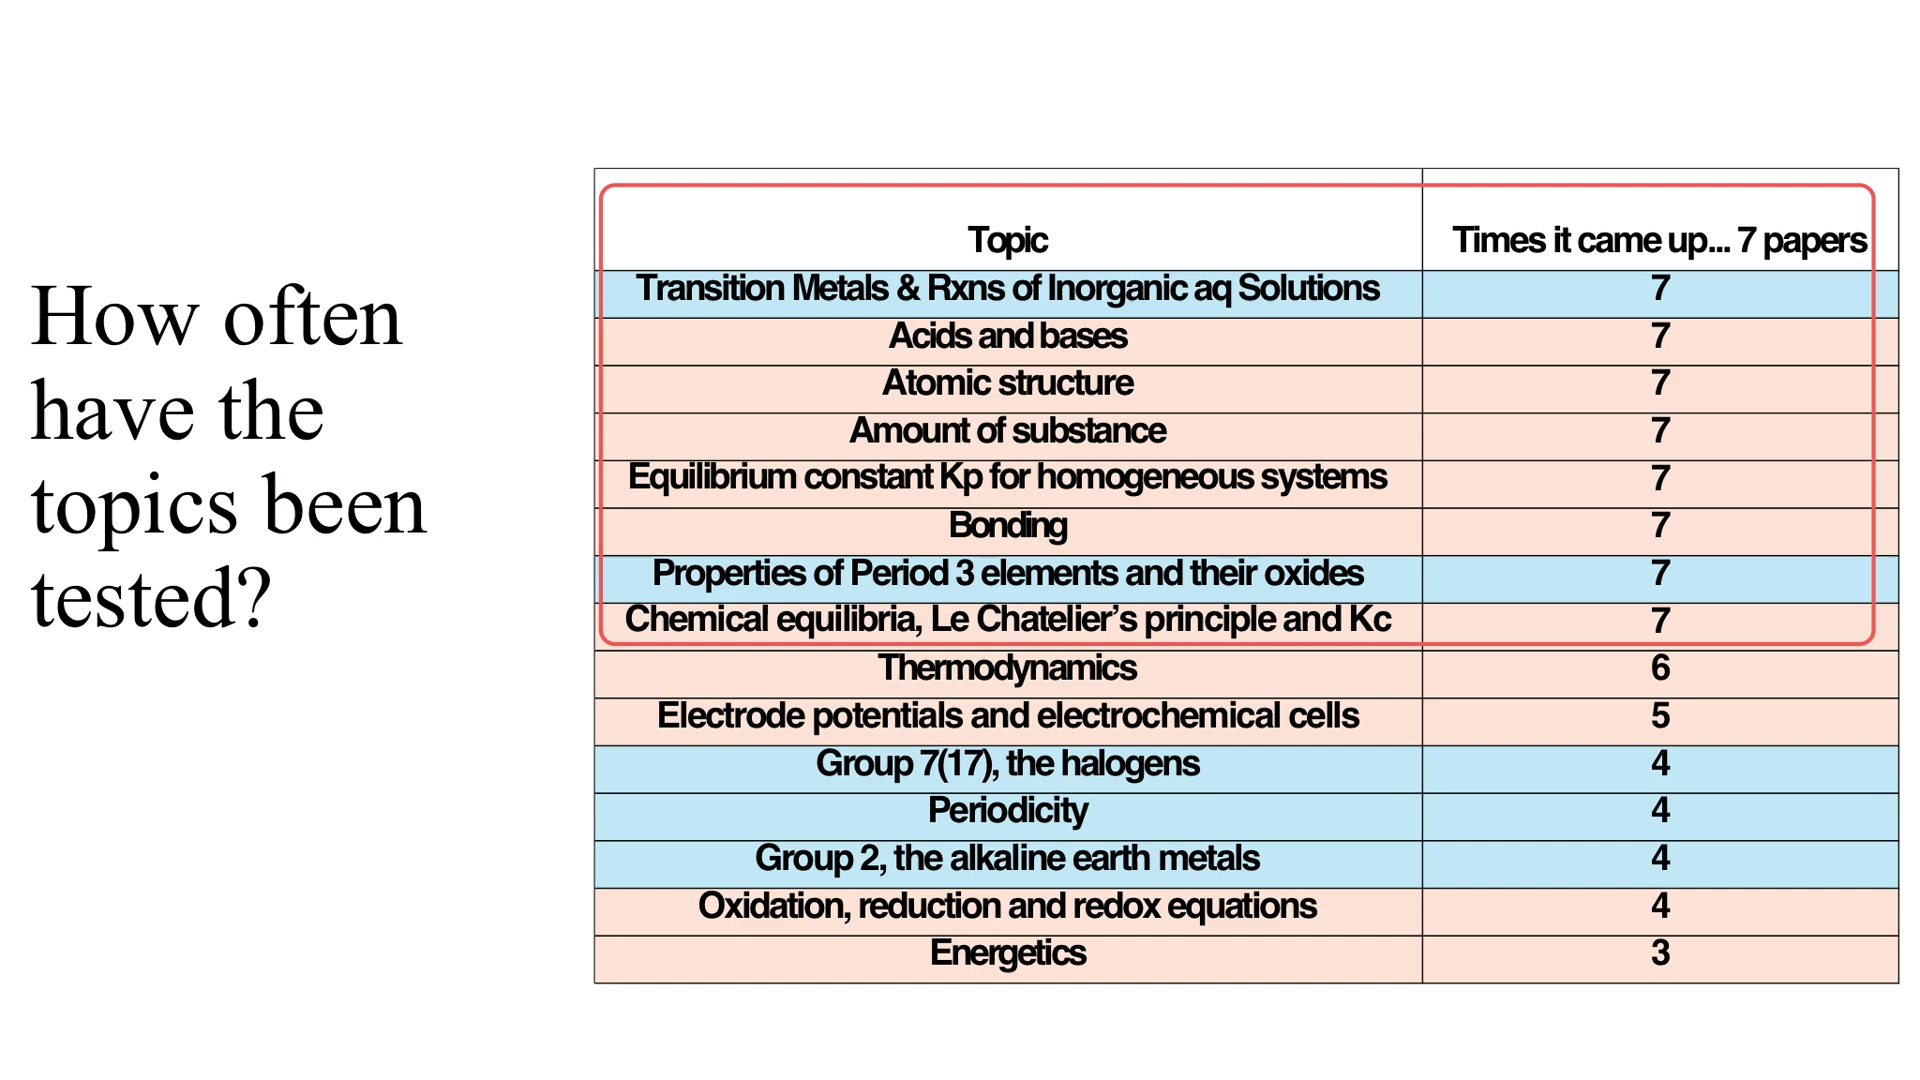 How often
have the
topics been
tested?
Topic Times it came up... 7 papers
Transition Metals & Rxns of Inorganic aq Solutions 7
Acids and bases 7
Atomic structure 7
Amount of substance 7
Equilibrium constant Kp for homogeneous systems 7
Bonding 7
Properties of Period 3 elements and their oxides 7
Chemical equilibria, Le Chatelier’s principle and Kc 7
Thermodynamics 6
Electrode potentials and electrochemical cells 5
Group 7(17), the halogens 4
Periodicity 4
Group 2, the alkaline earth metals 4
Oxidation, reduction and redox equations 4
Energetics 3